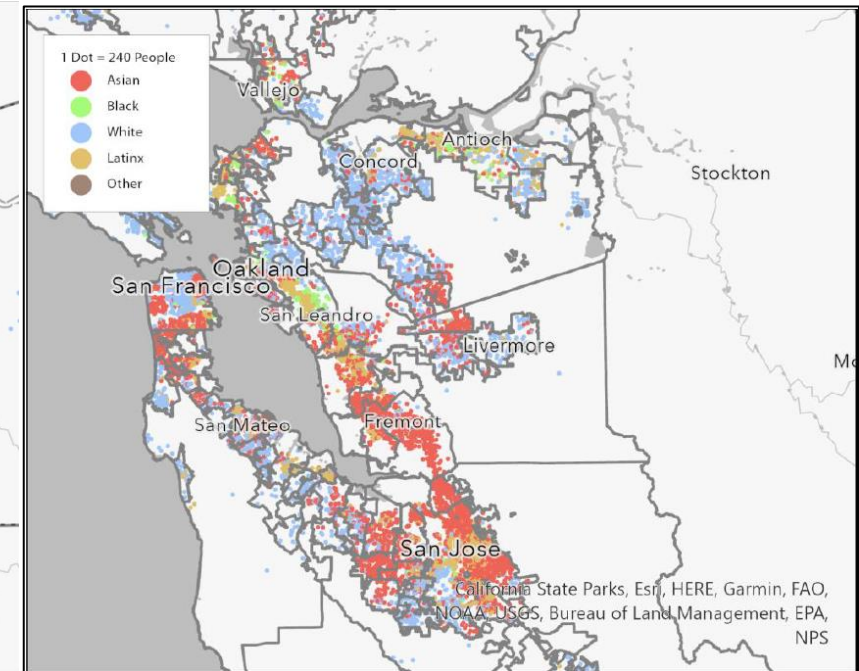 1 Dot = 240 People
Asian
Black
White
Latinx
Other
Vallejo
Antioch
Concord
Stockton
Oakland
San Francisco
San Leandro
Livermore
San Mateo
Fremont
San Jose
California State Parks, Esri, HERE, Garmin, FAO,
NOAA, USGS, Bureau of Land Management, EPA,
NPS